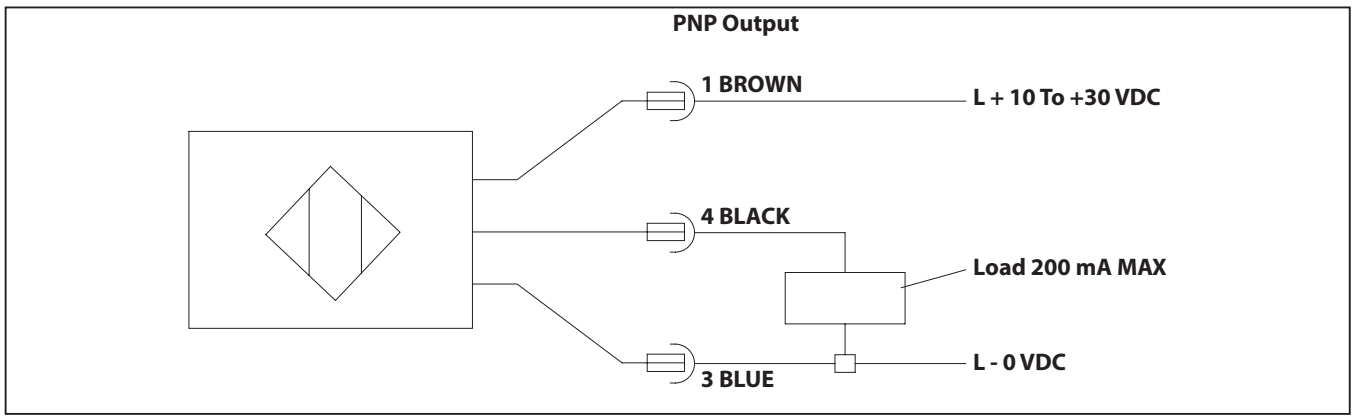 PNP Output
1 BROWN
L + 10 To +30 VDC
4 BLACK
Load 200 mA MAX
L - 0 VDC
3 BLUE